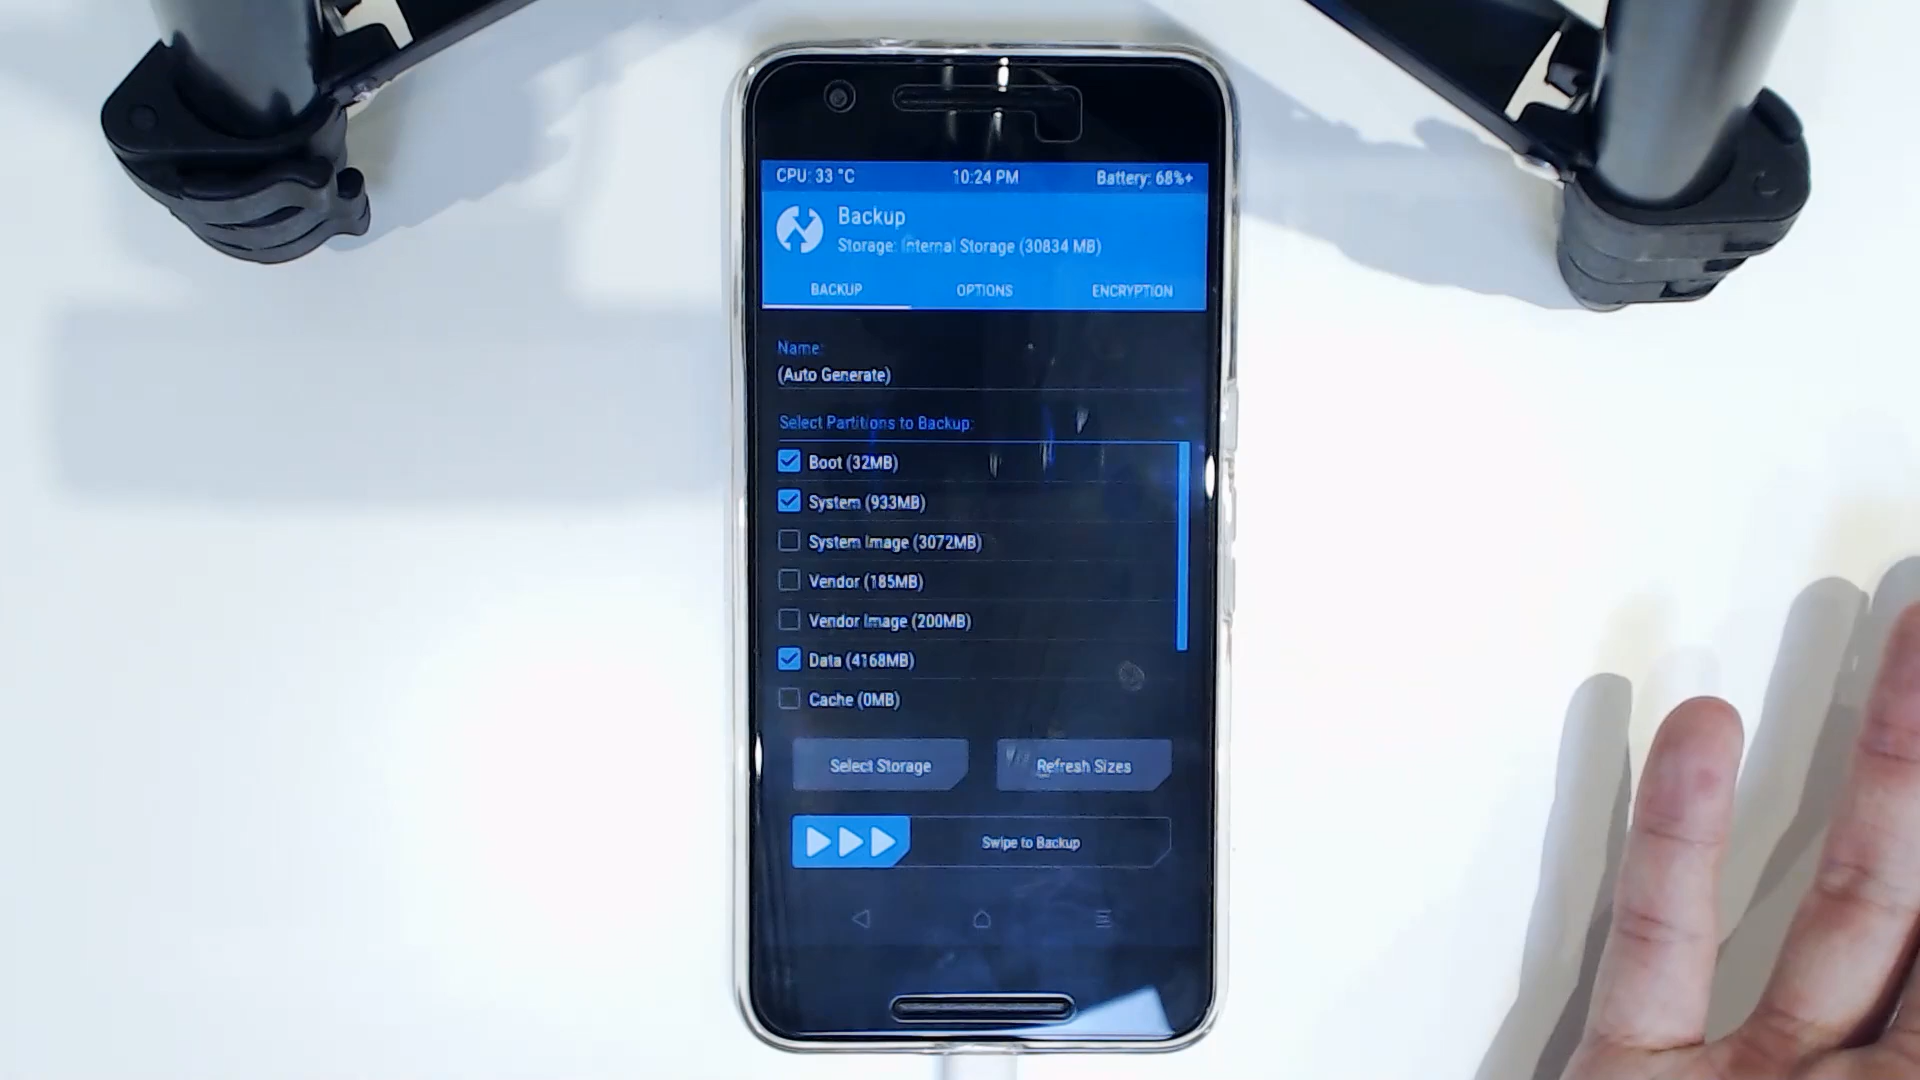 CPU: 33 °C 10:24 PM Battery: 68%+
Backup
Storage: Internal Storage (30834 MB)
BACKUP OPTIONS ENCRYPTION
Name:
(Auto Generate)
Select Partitions to Backup:
Boot (32MB)
System (933MB)
System Image (3072MB)
Vendor (185MB)
Vendor Image (200MB)
Data (4168MB)
Cache (0MB)
Select Storage Refresh Sizes
Swipe to Backup